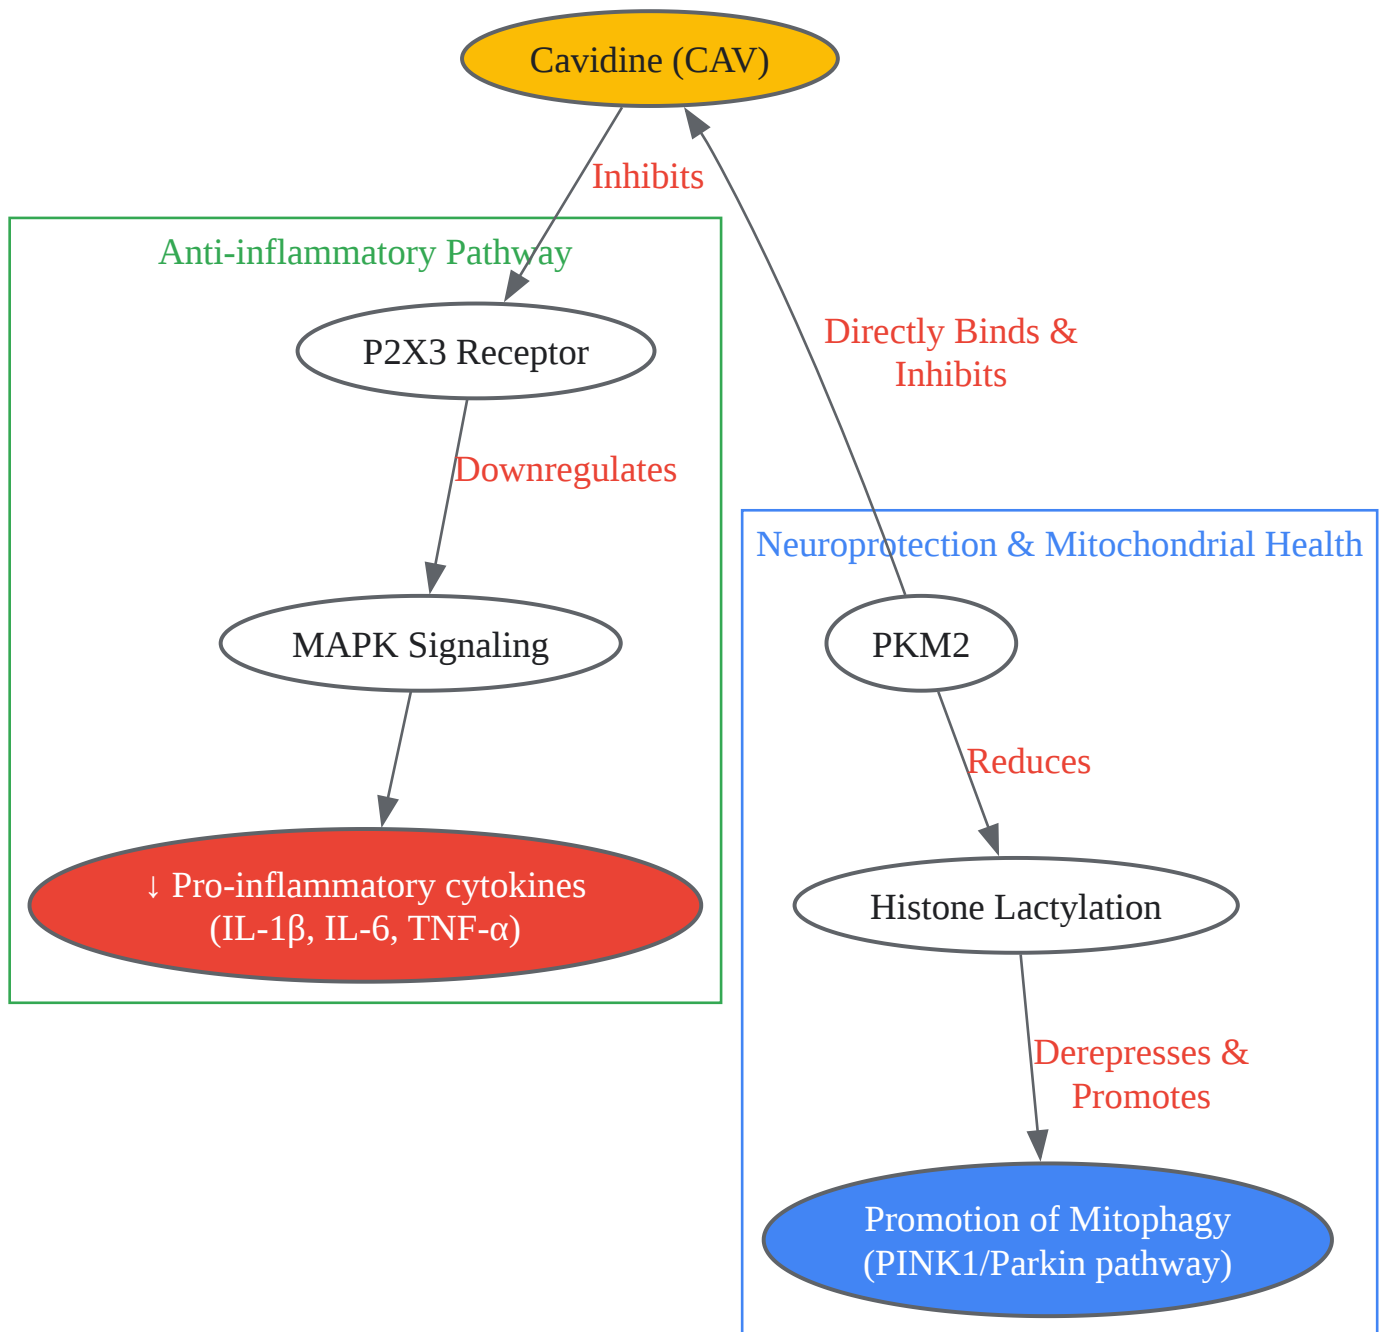 Cavidine (CAV)
Inhibits
Anti-inflammatory Pathway
P2X3 Receptor
Directly Binds &
Inhibits
Downregulates
Neuroprotection & Mitochondrial Health
MAPK Signaling
PKM2
Reduces
↓ Pro-inflammatory cytokines
(IL-1β, IL-6, TNF-α)
Histone Lactylation
Derepresses &
Promotes
Promotion of Mitophagy
(PINK1/Parkin pathway)